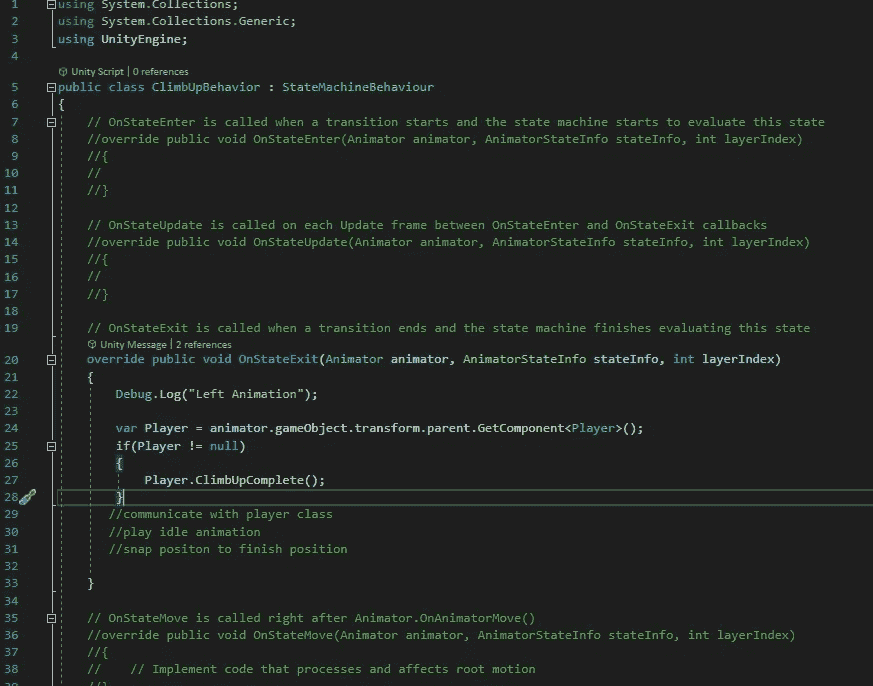 1 using System.Collections;
2 using System.Collections.Generic;
3 using UnityEngine;
4
Unity Script | 0 references
5 public class ClimbUpBehavior : StateMachineBehaviour
6 {
7 // OnStateEnter is called when a transition starts and the state machine starts to evaluate this state
8 //override public void OnStateEnter(Animator animator, AnimatorStateInfo stateInfo, int layerIndex)
9 //{
10 //
11 //}
12
13 // OnStateUpdate is called on each Update frame between OnStateEnter and OnStateExit callbacks
14 //override public void OnStateUpdate(Animator animator, AnimatorStateInfo stateInfo, int layerIndex)
15 //{
16 //
17 //}
18
19 // OnStateExit is called when a transition ends and the state machine finishes evaluating this state
Unity Message | 2 references
20 override public void OnStateExit(Animator animator, AnimatorStateInfo stateInfo, int layerIndex)
21 {
22 Debug.Log("Left Animation");
23
24 var Player = animator.gameObject.transform.parent.GetComponent<Player>();
25 if(Player != null)
26 {
27 Player.ClimbUpComplete();
28 }
29 //communicate with player class
30 //play idle animation
31 //snap positon to finish position
32
33 }
34
35 // OnStateMove is called right after Animator.OnAnimatorMove()
36 //override public void OnStateMove(Animator animator, AnimatorStateInfo stateInfo, int layerIndex)
37 //{
38 // // Implement code that processes and affects root motion
39 //}